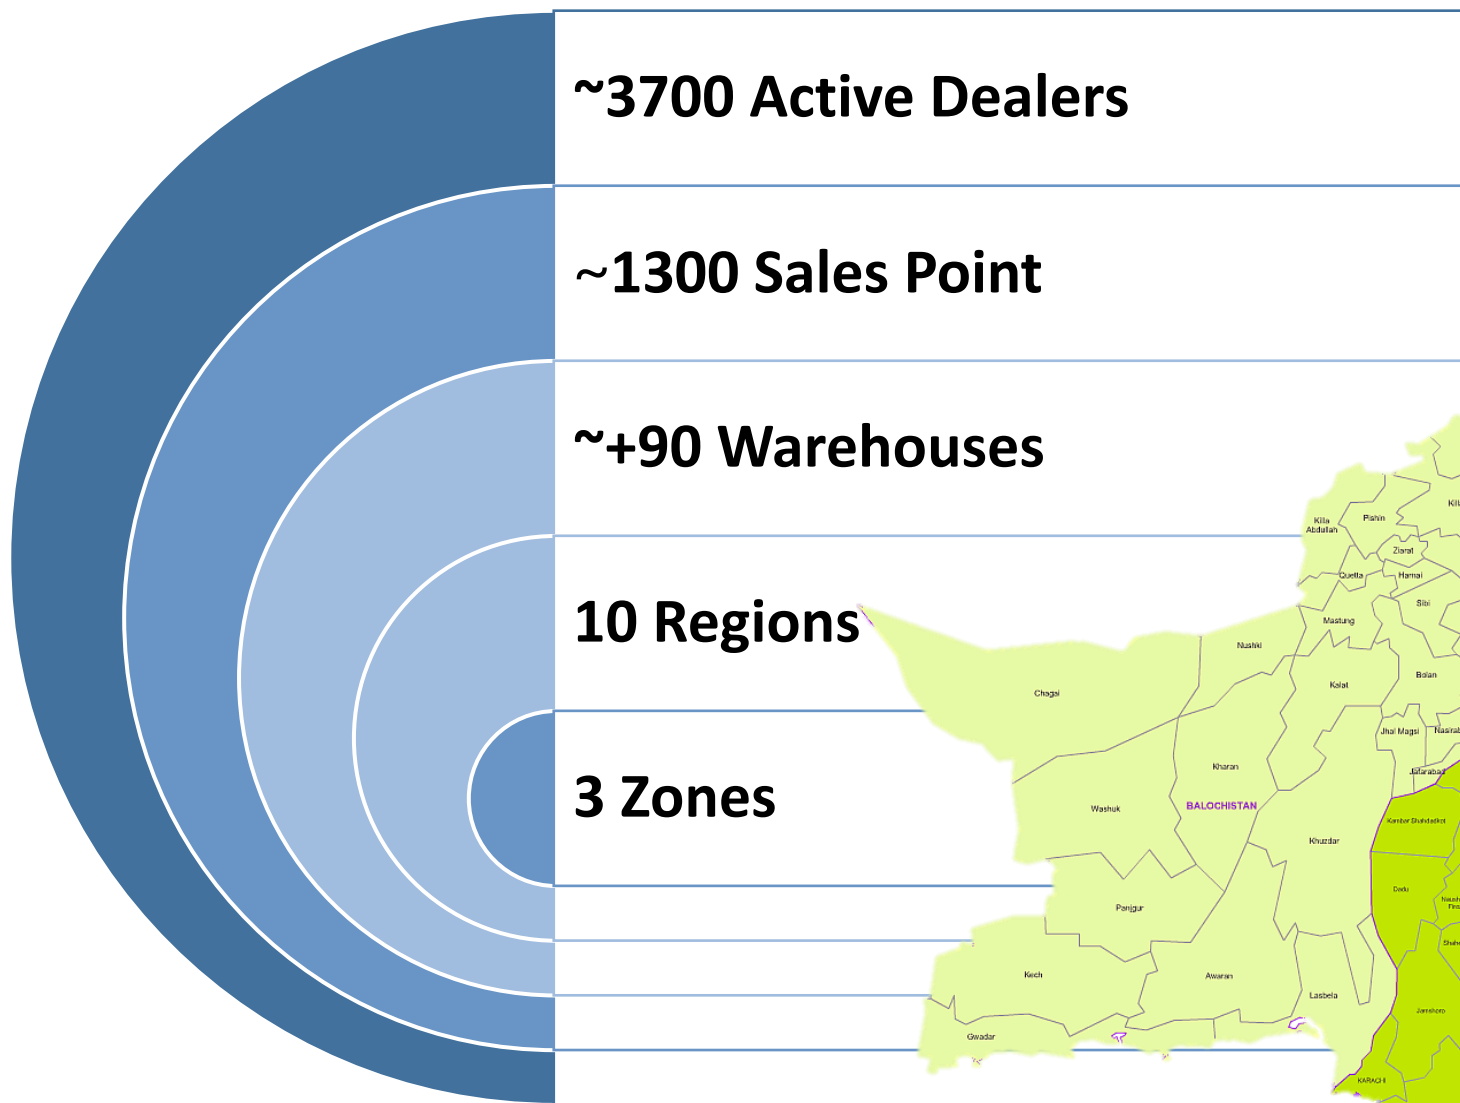 ~3700 Active Dealers
~1300 Sales Point
~+90 Warehouses
10 Regions
3 Zones
Killa
Abdullah
Pishin
Ziarat
Quetta
Harnai
Sibi
Mastung
Nushki
Kalat
Bolan
Chagai
Jhal Magsi
Kharan
Jafarabad
Washuk
BALOCHISTAN
Kambar Shahdadkot
Khuzdar
Dadu
Panjgur
Kech
Awaran
Lasbela
Jamshoro
Gwadar
KARACHI